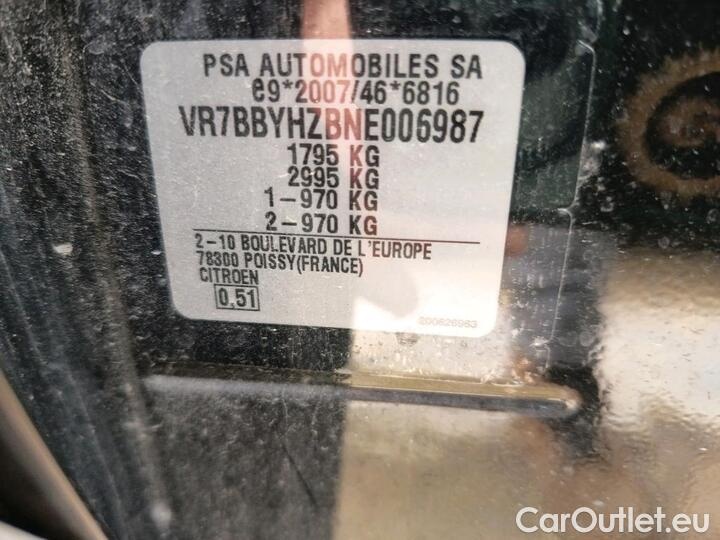 PSA AUTOMOBILES SA
e9*2007/46*6816
VR7BBYHZBNE006987
1795 KG
2995 KG
1-970 KG
2-970 KG
2-10 BOULEVARD DE L'EUROPE
78300 POISSY(FRANCE)
CITROEN
0,51
200626963
CarOutlet.eu